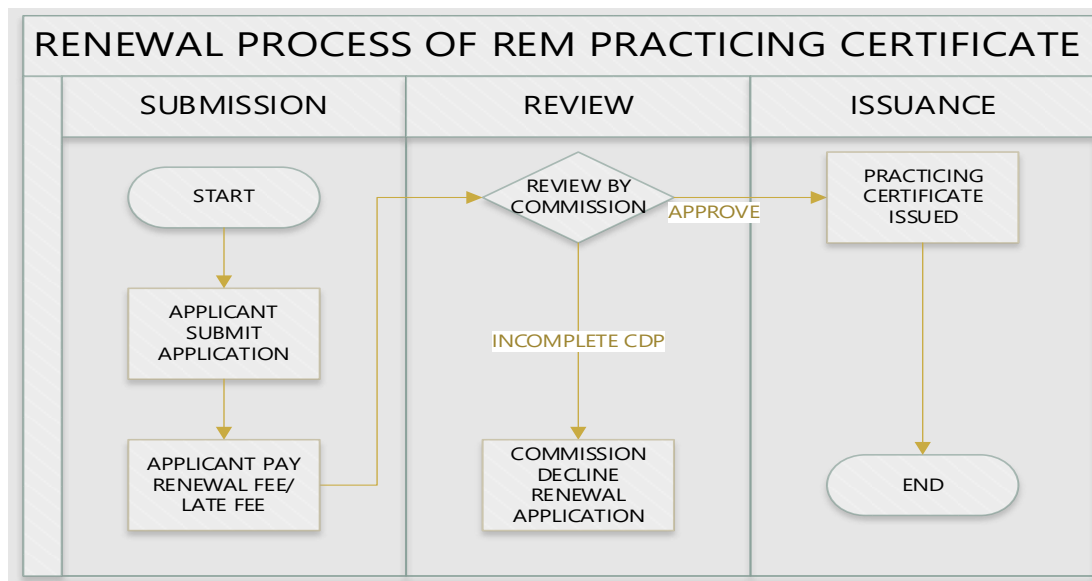 RENEWAL PROCESS OF REM PRACTICING CERTIFICATE
SUBMISSION
REVIEW
ISSUANCE
START
APPLICANT
SUBMIT
APPLICATION
APPLICANT PAY
RENEWAL FEE/
LATE FEE
REVIEW BY
COMMISSION
APPROVE
INCOMPLETE CDP
COMMISSION
DECLINE
RENEWAL
APPLICATION
PRACTICING
CERTIFICATE
ISSUED
END